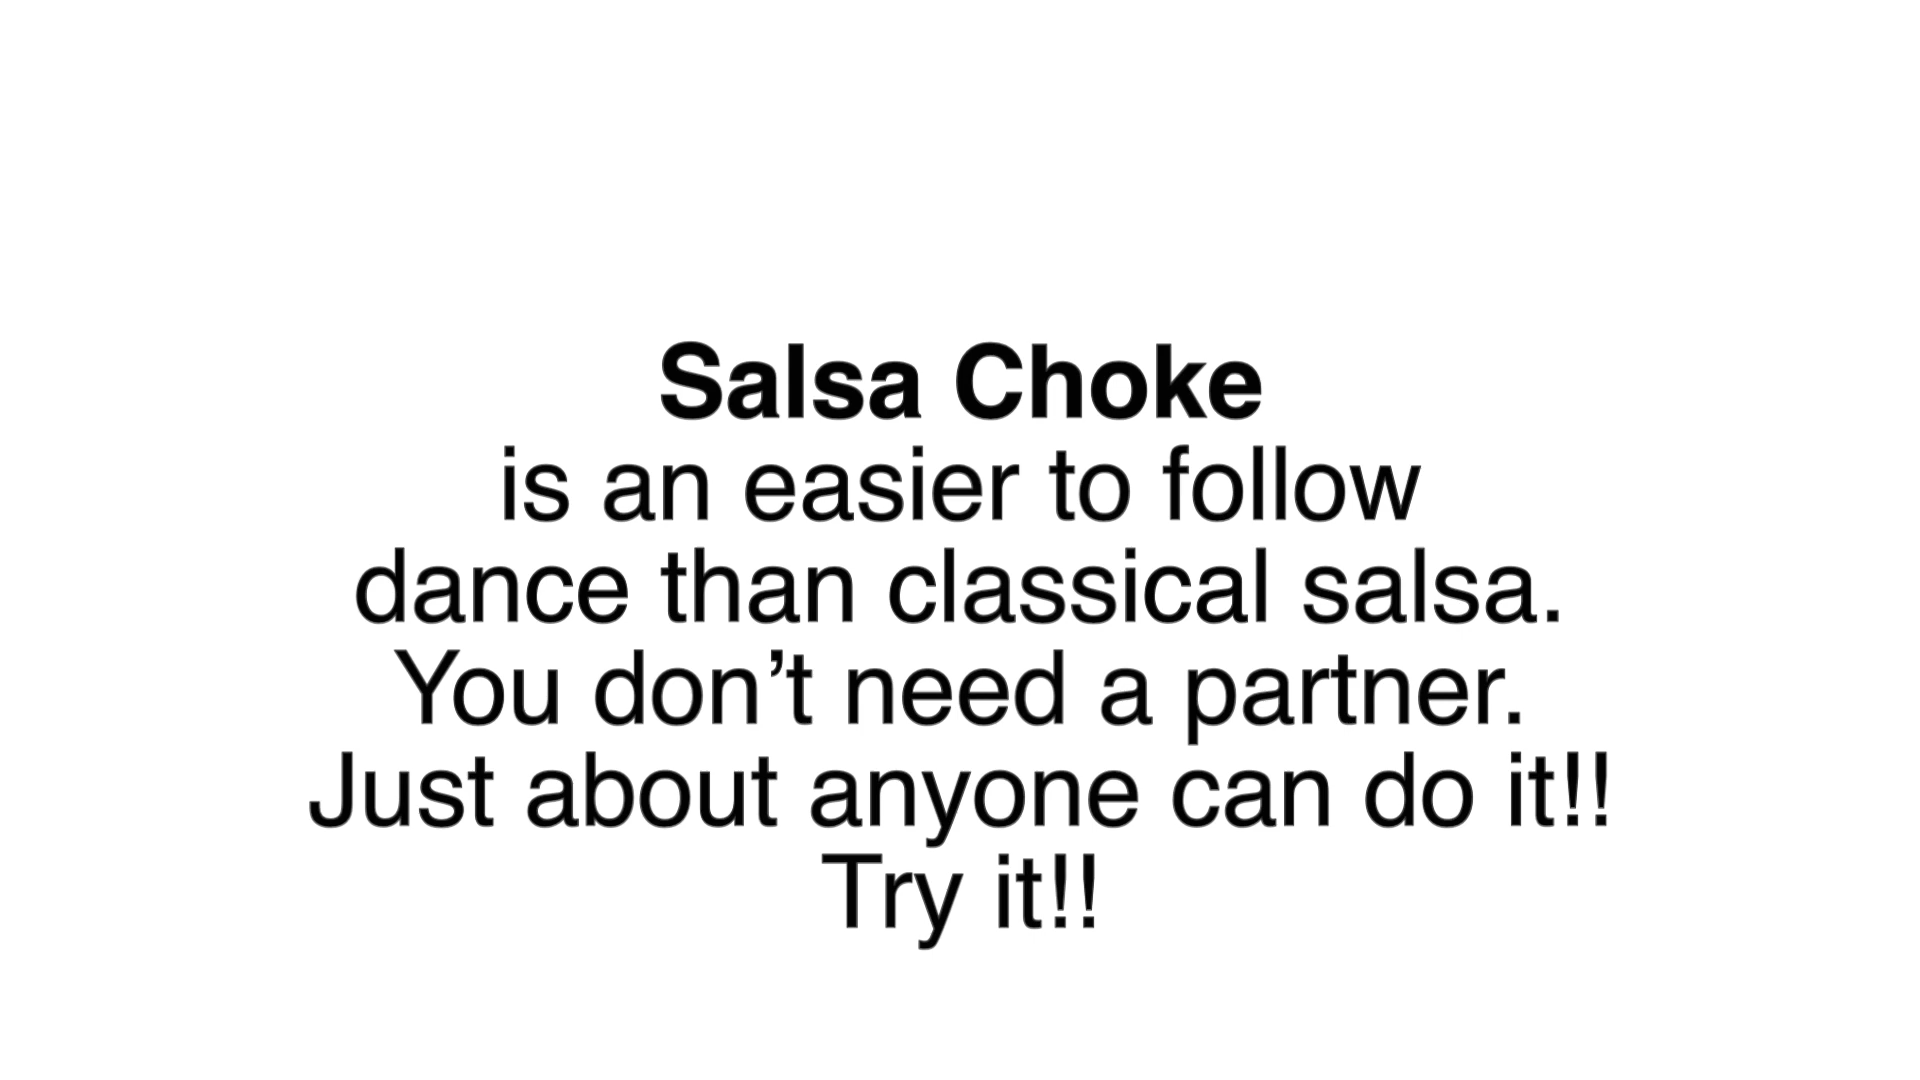 Salsa Choke
is an easier to follow
dance than classical salsa.
You don’t need a partner.
Just about anyone can do it!!
Try it!!